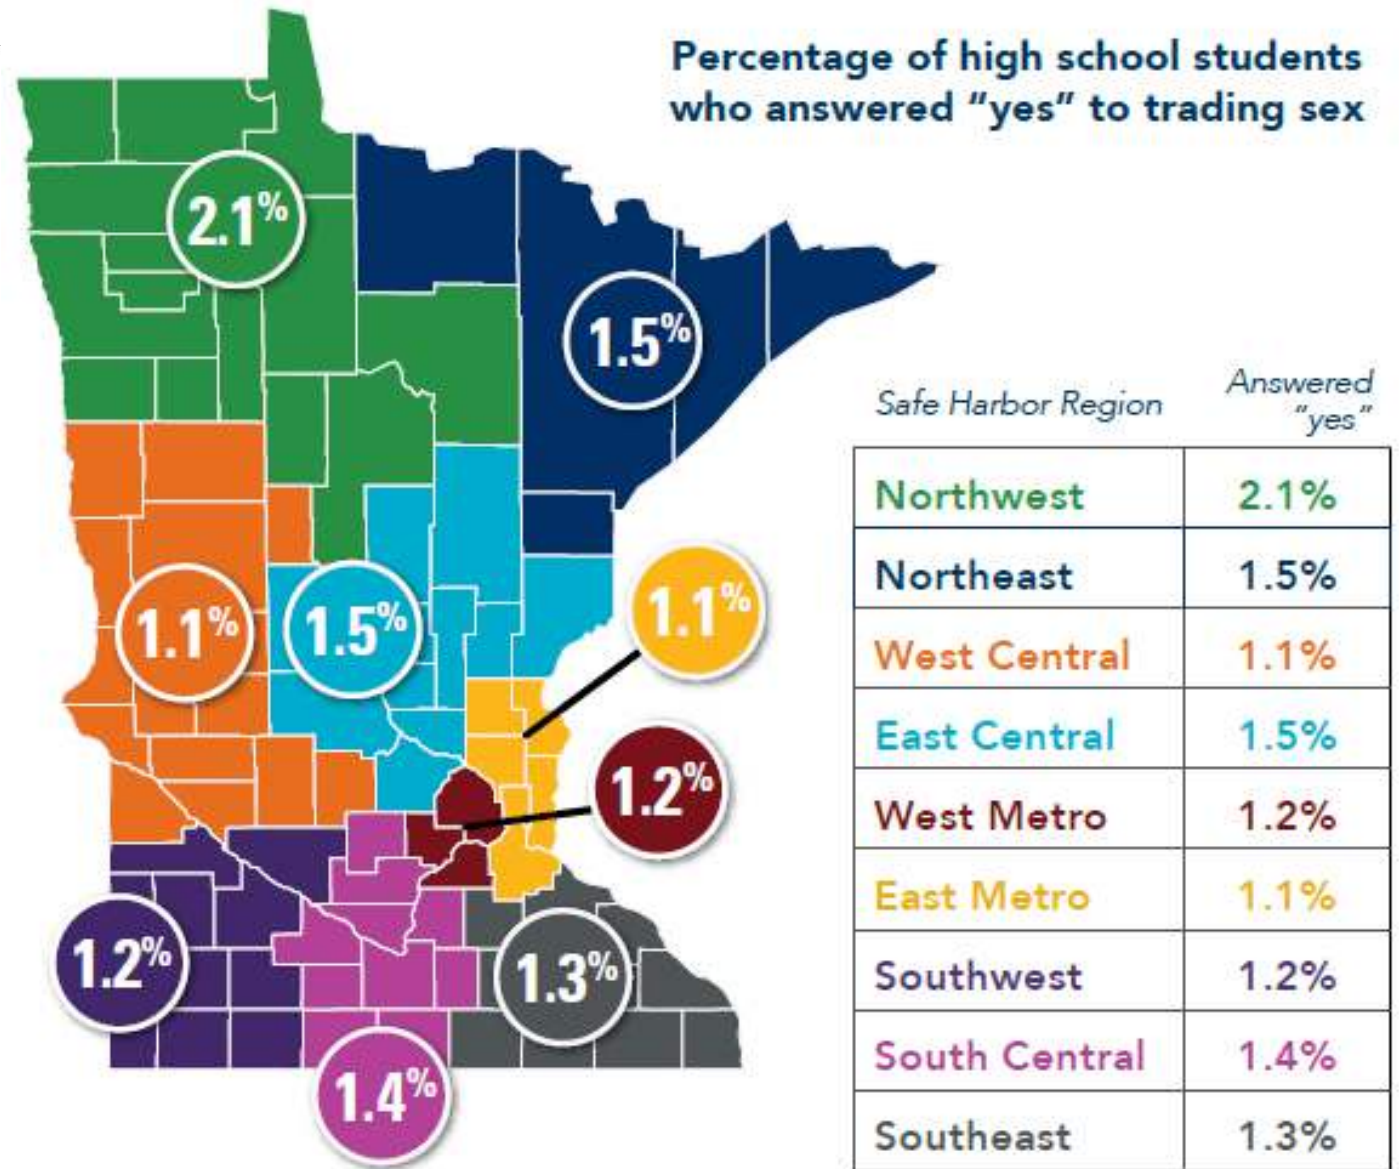 Percentage of high school students
who answered "yes" to trading sex
2.1%
1.5%
1.1%
1.5%
1.1%
1.2%
1.2%
1.3%
1.4%
Safe Harbor Region Answered "yes"
Northwest 2.1%
Northeast 1.5%
West Central 1.1%
East Central 1.5%
West Metro 1.2%
East Metro 1.1%
Southwest 1.2%
South Central 1.4%
Southeast 1.3%